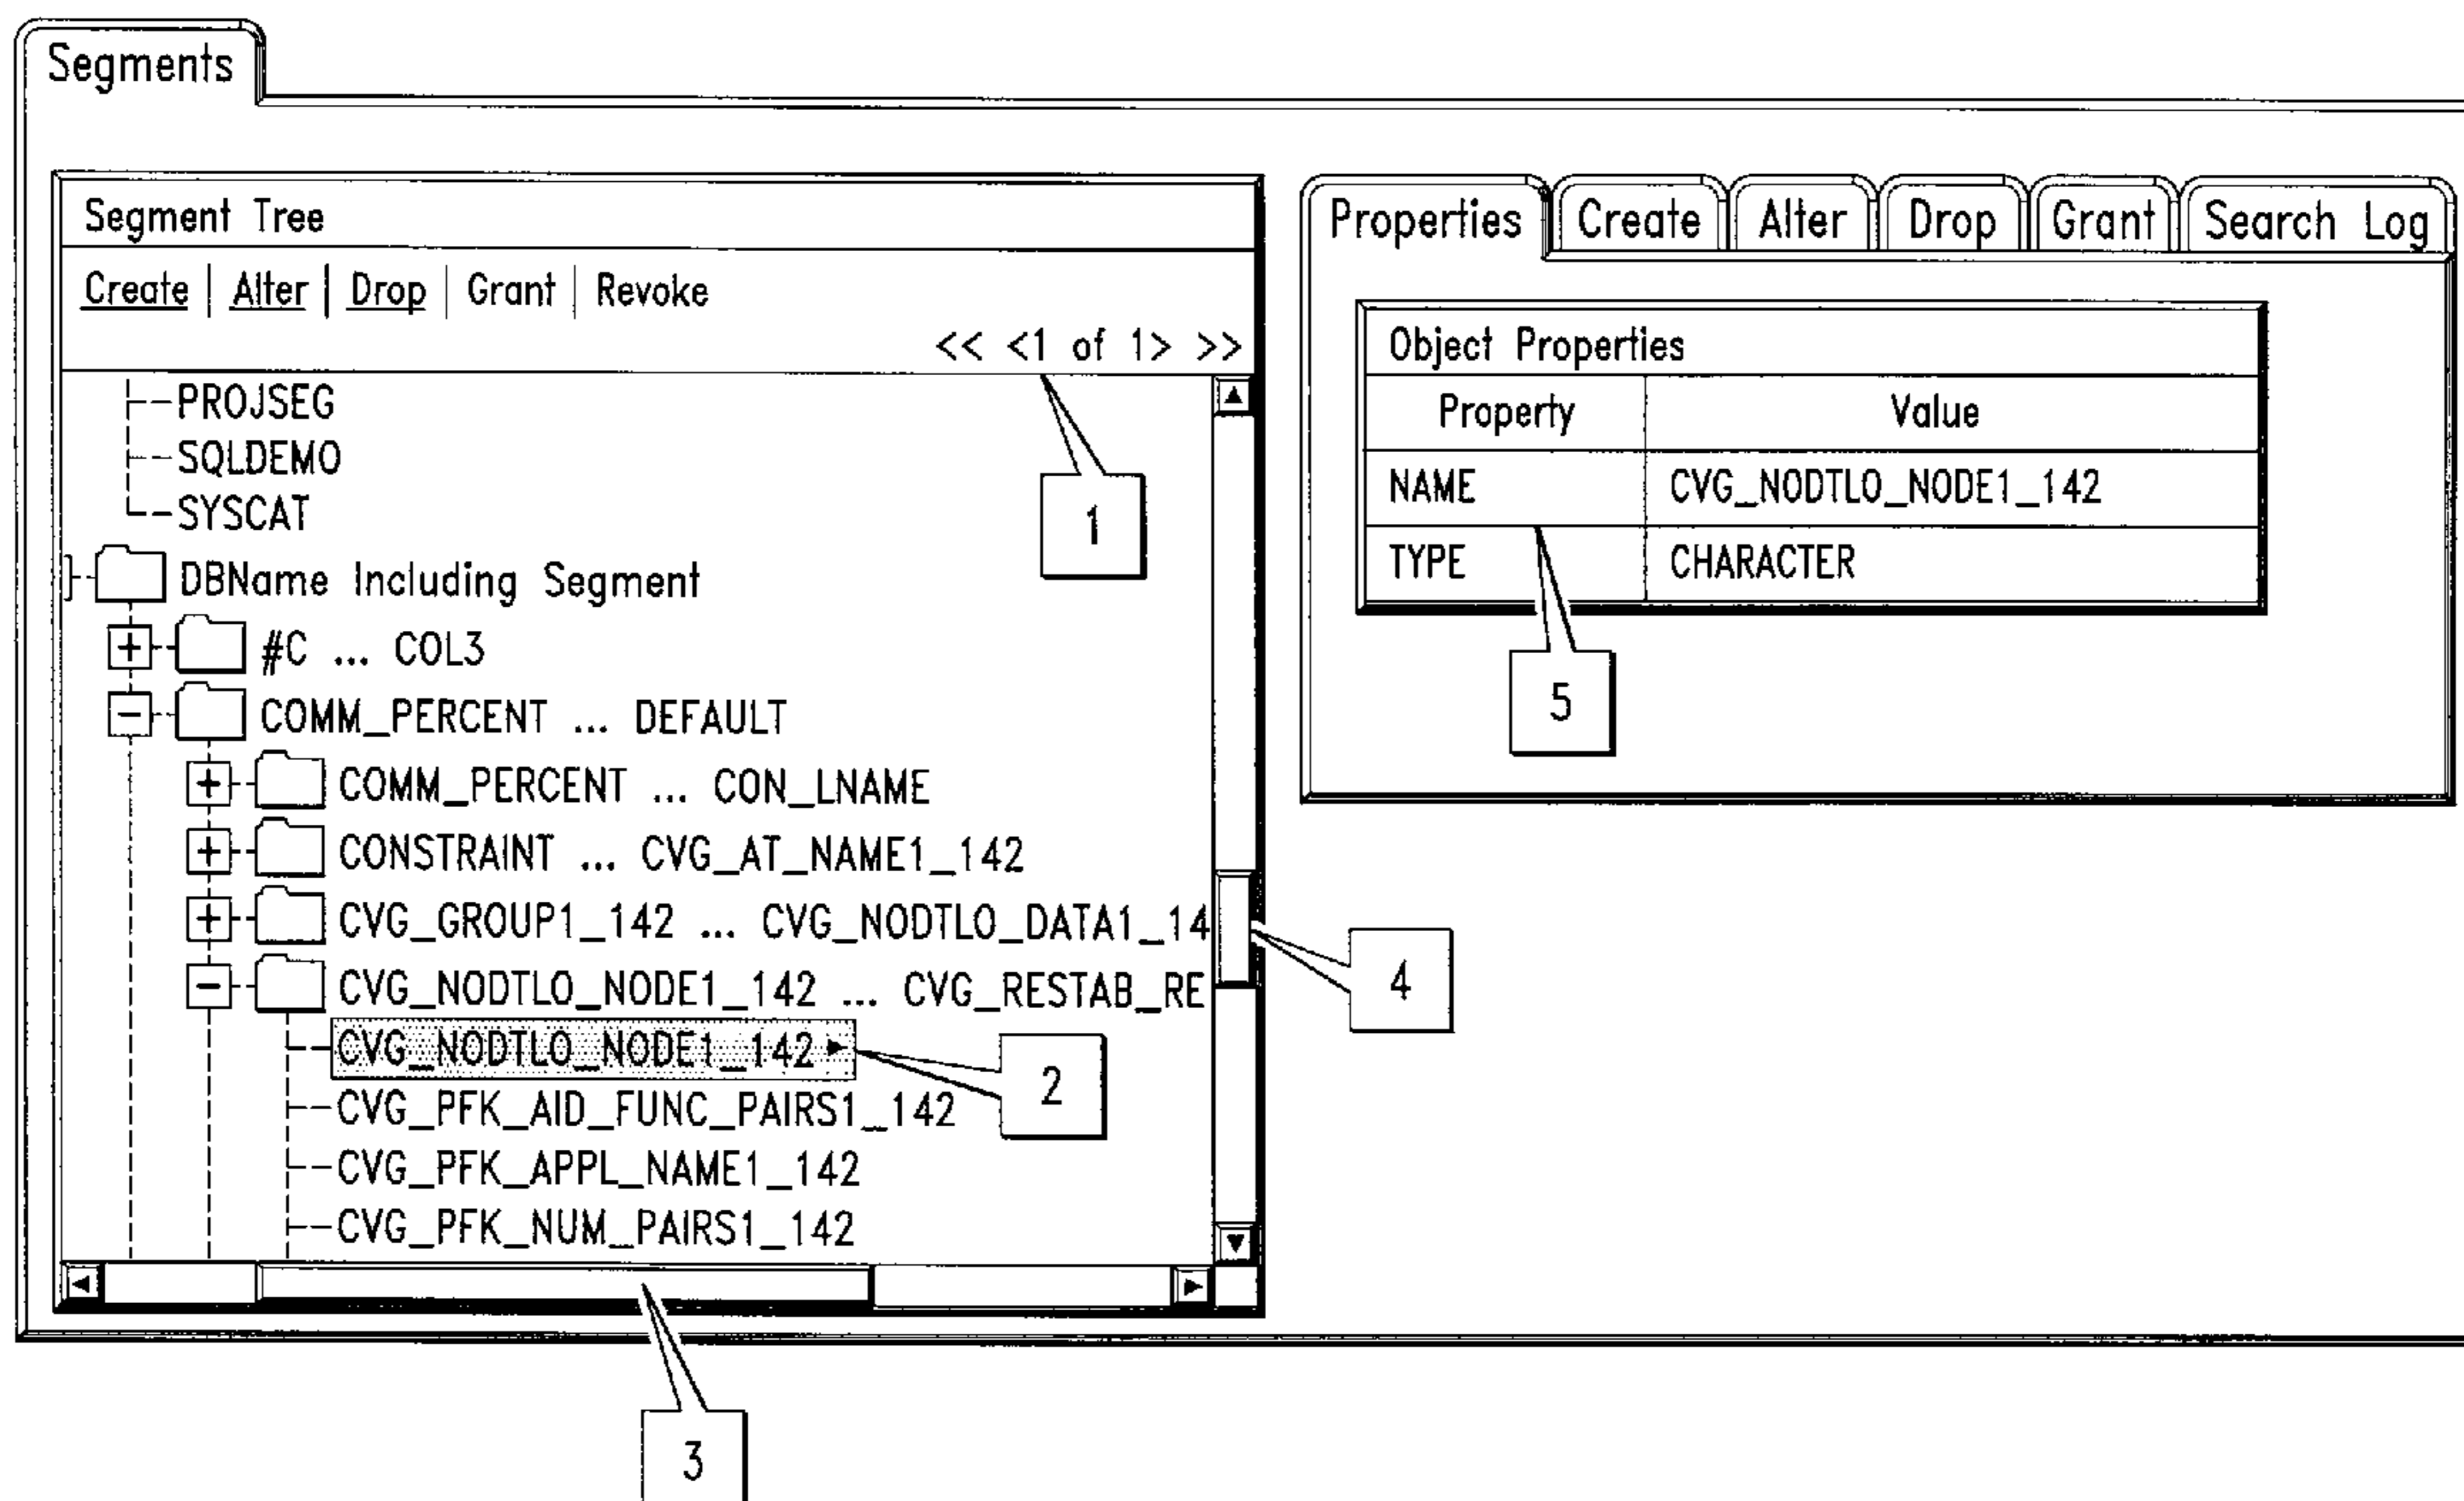 Segments
Segment Tree
Create | Alter | Drop | Grant | Revoke
<< <1 of 1> >>
PROJSEG
SQLDEMO
SYSCAT
DBName Including Segment
#C ... COL3
COMM_PERCENT ... DEFAULT
COMM_PERCENT ... CON_LNAME
CONSTRAINT ... CVG_AT_NAME1_142
CVG_GROUP1_142 ... CVG_NODTLO_DATA1_14
CVG_NODTLO_NODE1_142 ... CVG_RESTAB_RE
CVG_NODTLO_NODE1_142
CVG_PFK_AID_FUNC_PAIRS1_142
CVG_PFK_APPL_NAME1_142
CVG_PFK_NUM_PAIRS1_142
1
2
3
4
Properties Create Alter Drop Grant Search Log
Object Properties
Property Value
NAME CVG_NODTLO_NODE1_142
TYPE CHARACTER
5